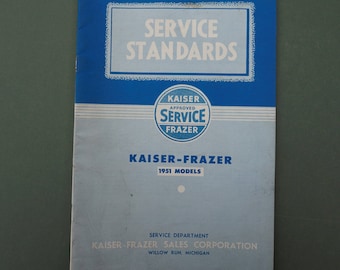 SERVICE
STANDARDS
KAISER
APPROVED
SERVICE
FRAZER
KAISER-FRAZER
1951 MODELS
SERVICE DEPARTMENT
KAISER-FRAZER SALES CORPORATION
WILLOW RUN, MICHIGAN